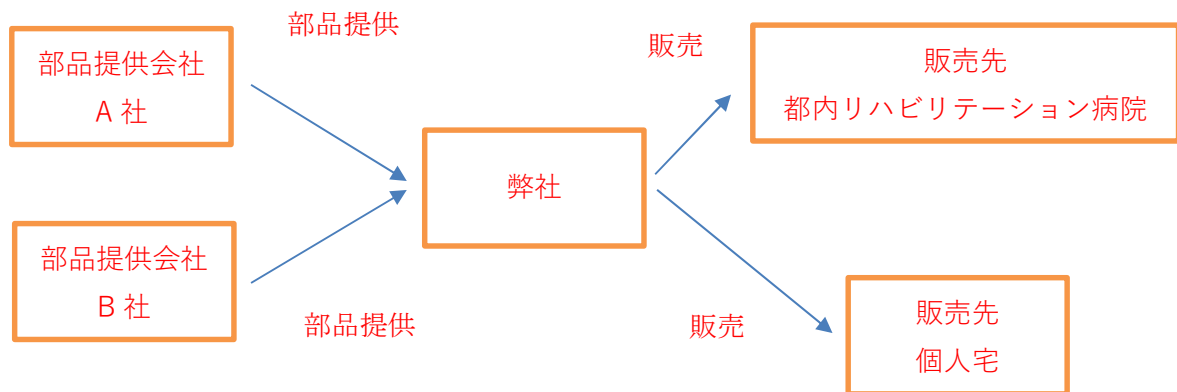 部品提供
部品提供会社
A 社
部品提供会社
B 社
部品提供
弊社
販売
販売先
都内リハビリテーション病院
販売
販売先
個人宅